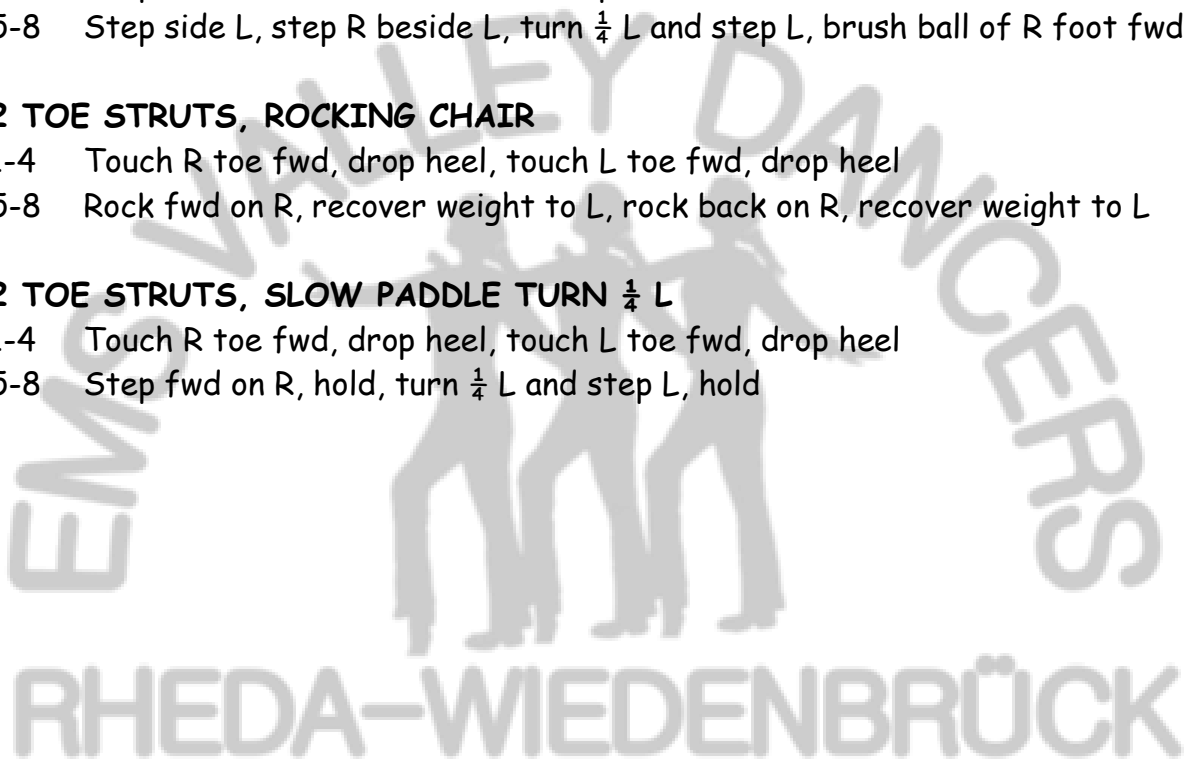 5-8 Step side L, step R beside L, turn ¼ L and step L, brush ball of R foot fwd
2 TOE STRUTS, ROCKING CHAIR
1-4 Touch R toe fwd, drop heel, touch L toe fwd, drop heel
5-8 Rock fwd on R, recover weight to L, rock back on R, recover weight to L
2 TOE STRUTS, SLOW PADDLE TURN ¼ L
1-4 Touch R toe fwd, drop heel, touch L toe fwd, drop heel
5-8 Step fwd on R, hold, turn ¼ L and step L, hold
EMS VALLEY DANCERS
RHEDA-WIEDENBRÜCK